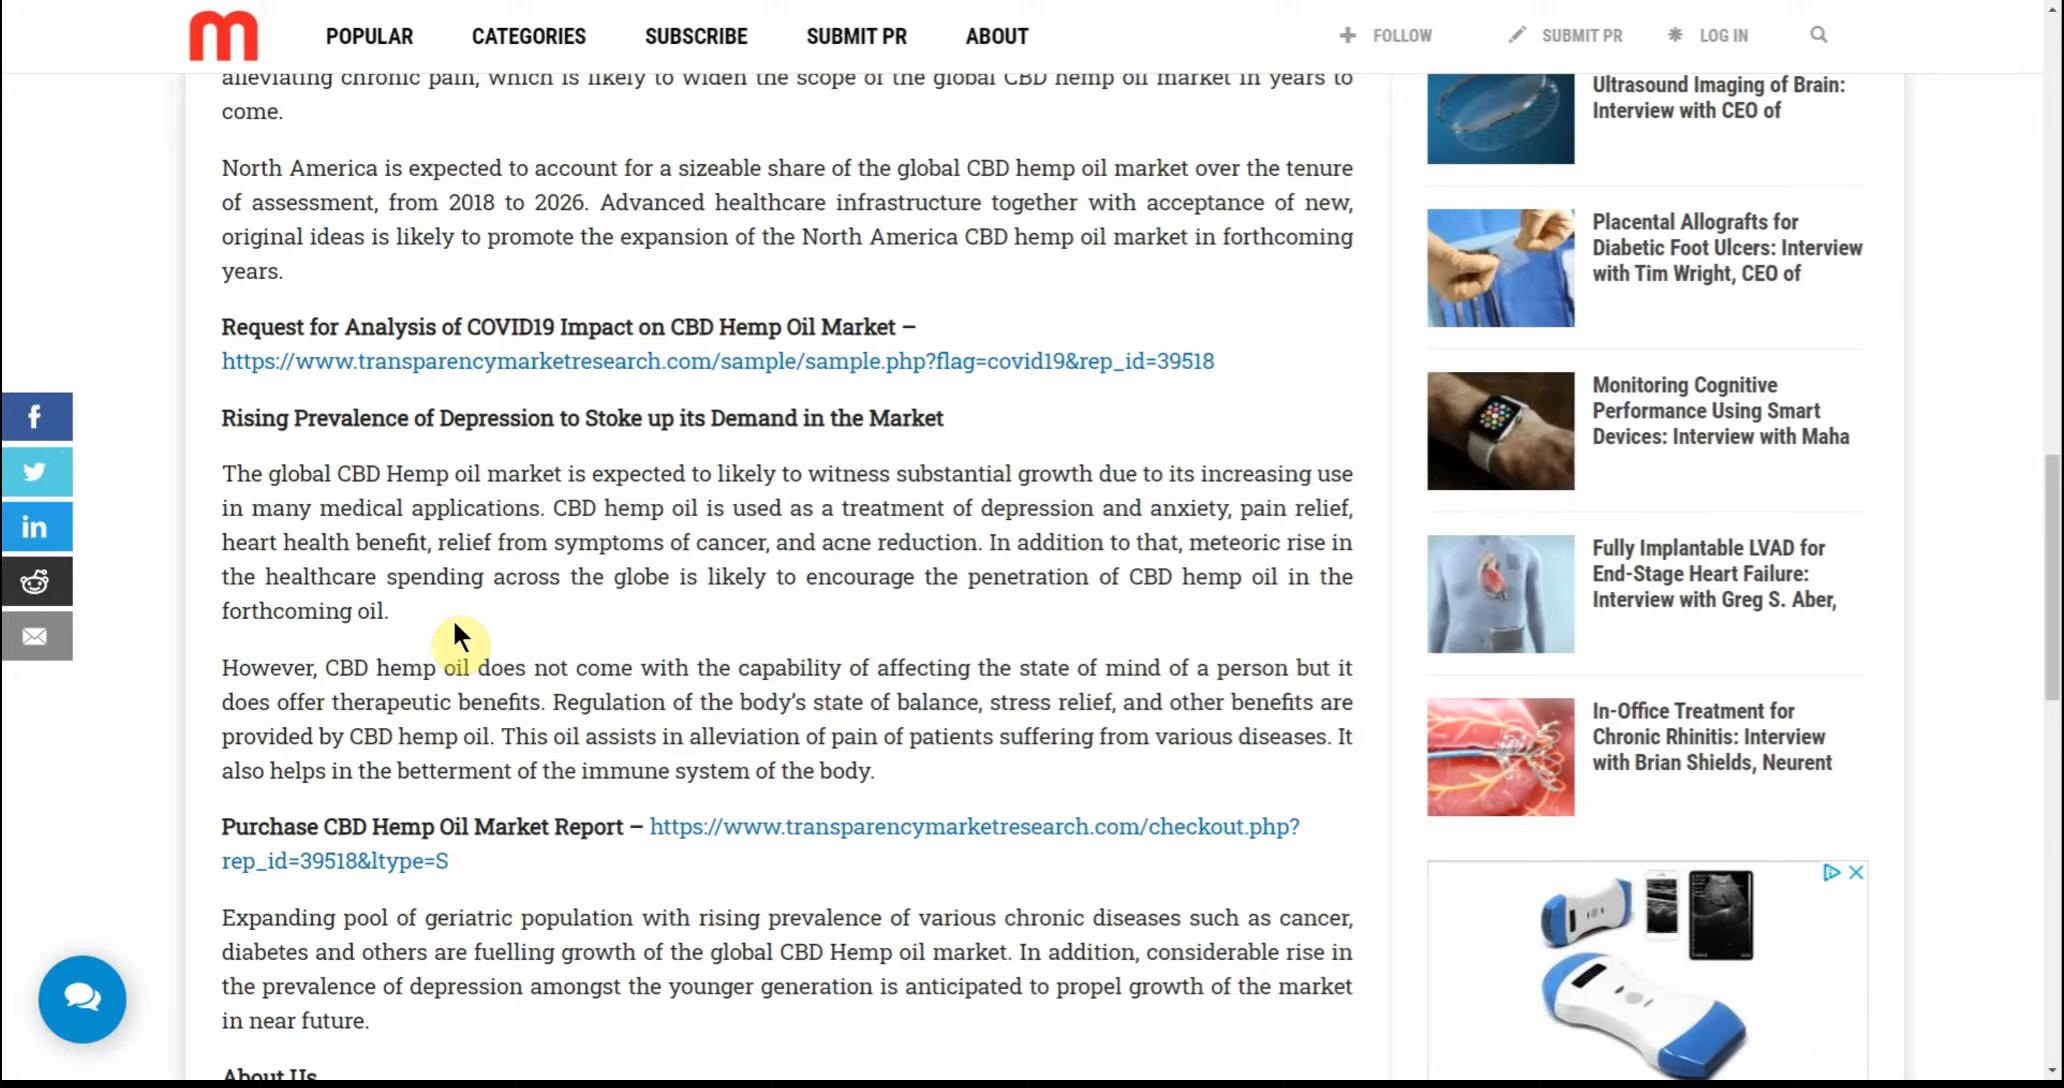 m
POPULAR CATEGORIES SUBSCRIBE SUBMIT PR ABOUT FOLLOW SUBMIT PR LOG IN
alleviating chronic pain, which is likely to widen the scope of the global CBD hemp oil market in years to
come.
North America is expected to account for a sizeable share of the global CBD hemp oil market over the tenure
of assessment, from 2018 to 2026. Advanced healthcare infrastructure together with acceptance of new,
original ideas is likely to promote the expansion of the North America CBD hemp oil market in forthcoming
years.
Request for Analysis of COVID19 Impact on CBD Hemp Oil Market –
https://www.transparencymarketresearch.com/sample/sample.php?flag=covid19&rep_id=39518
Rising Prevalence of Depression to Stoke up its Demand in the Market
The global CBD Hemp oil market is expected to likely to witness substantial growth due to its increasing use
in many medical applications. CBD hemp oil is used as a treatment of depression and anxiety, pain relief,
heart health benefit, relief from symptoms of cancer, and acne reduction. In addition to that, meteoric rise in
the healthcare spending across the globe is likely to encourage the penetration of CBD hemp oil in the
forthcoming oil.
However, CBD hemp oil does not come with the capability of affecting the state of mind of a person but it
does offer therapeutic benefits. Regulation of the body's state of balance, stress relief, and other benefits are
provided by CBD hemp oil. This oil assists in alleviation of pain of patients suffering from various diseases. It
also helps in the betterment of the immune system of the body.
Purchase CBD Hemp Oil Market Report – https://www.transparencymarketresearch.com/checkout.php?
rep_id=39518&ltype=S
Expanding pool of geriatric population with rising prevalence of various chronic diseases such as cancer,
diabetes and others are fuelling growth of the global CBD Hemp oil market. In addition, considerable rise in
the prevalence of depression amongst the younger generation is anticipated to propel growth of the market
in near future.
About Us
Ultrasound Imaging of Brain:
Interview with CEO of
Placental Allografts for
Diabetic Foot Ulcers: Interview
with Tim Wright, CEO of
Monitoring Cognitive
Performance Using Smart
Devices: Interview with Maha
Fully Implantable LVAD for
End-Stage Heart Failure:
Interview with Greg S. Aber,
In-Office Treatment for
Chronic Rhinitis: Interview
with Brian Shields, Neurent